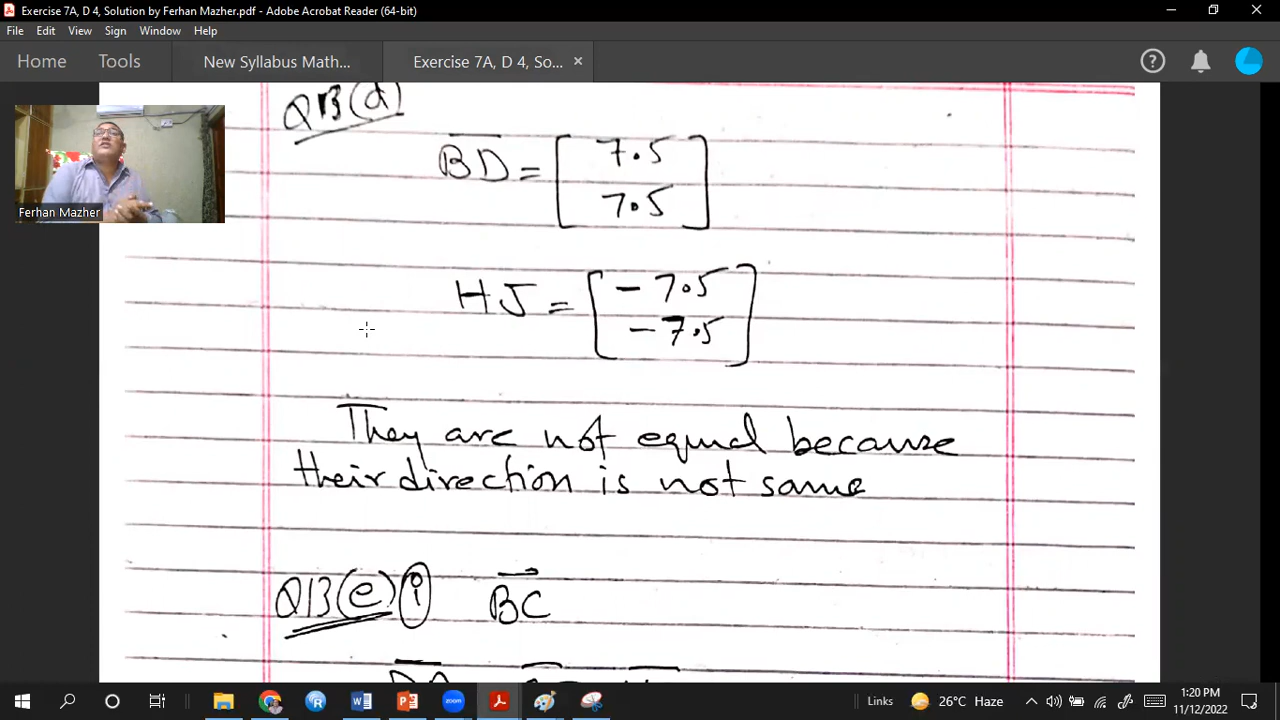 Exercise 7A, D 4, Solution by Ferhan Mazher.pdf - Adobe Acrobat Reader (64-bit)
File Edit View Sign Window Help
Home Tools New Syllabus Math... Exercise 7A, D 4, So... ×
Q13(d)
BD = [7.5
7.5]
Ferhan Mazher
HJ = [-7.5
-7.5]
They are not equal because
their direction is not same
Q13(e) i BC
Links 26°C Haze 1:20 PM
11/12/2022